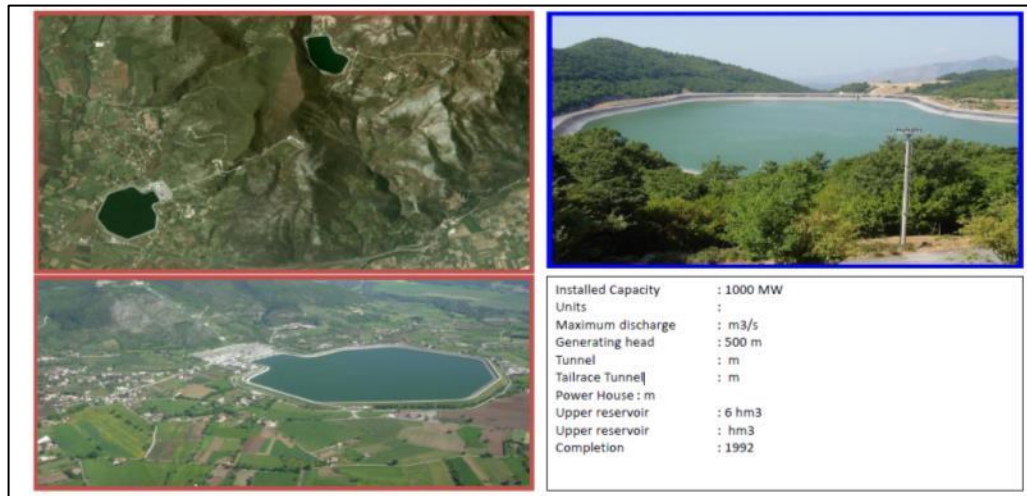 Installed Capacity : 1000 MW
Units :
Maximum discharge : m3/s
Generating head : 500 m
Tunnel : m
Tailrace Tunnel : m
Power House : m
Upper reservoir : 6 hm3
Upper reservoir : hm3
Completion : 1992